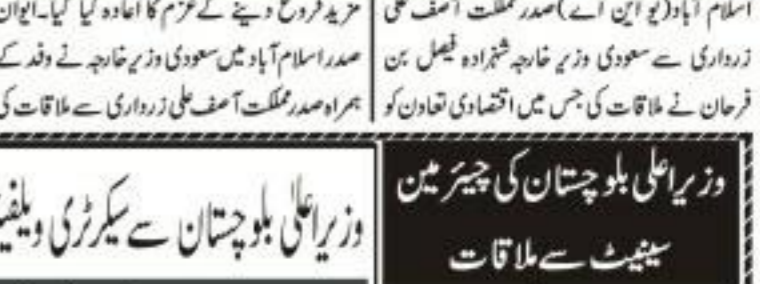 اسلام آباد (یو این اے) صدر مملکت آصف علی
زرداری سے سعودی وزیر خارجہ شہزادہ فیصل بن
فرحان نے ملاقات کی جس میں اقتصادی تعاون کو
مزید فروغ دینے کے عزم کا اعادہ کیا گیا۔ ایوان
صدر اسلام آباد میں سعودی وزیر خارجہ نے وفد کے
ہمراہ صدر مملکت آصف علی زرداری سے ملاقات کی
وزیراعلی بلوچستان کی چیئرمین
سینیٹ سے ملاقات
وزیراعلیٰ بلوچستان سے سیکرٹری